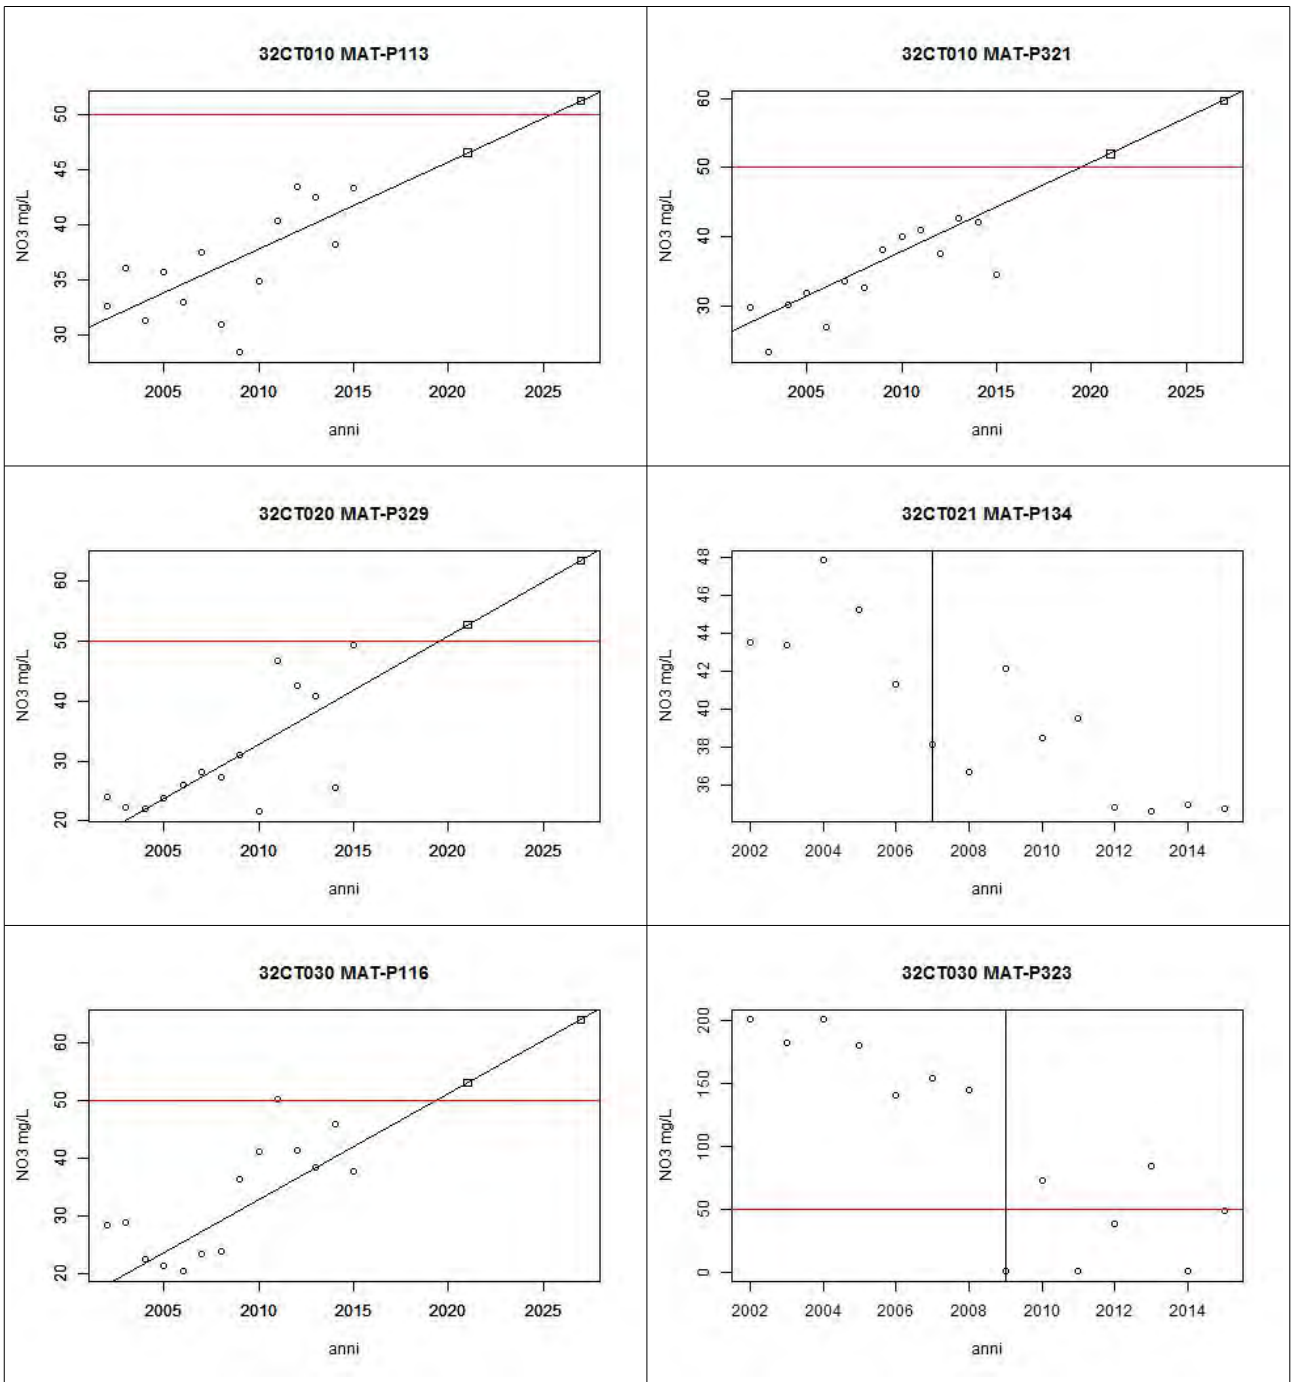 32CT010 MAT-P113
NO3 mg/L
50
45
40
35
30
2005 2010 2015 2020 2025
anni
32CT010 MAT-P321
NO3 mg/L
60
50
40
30
2005 2010 2015 2020 2025
anni
32CT020 MAT-P329
NO3 mg/L
60
50
40
30
20
2005 2010 2015 2020 2025
anni
32CT021 MAT-P134
NO3 mg/L
48
46
44
42
40
38
36
2002 2004 2006 2008 2010 2012 2014
anni
32CT030 MAT-P116
NO3 mg/L
60
50
40
30
20
2005 2010 2015 2020 2025
anni
32CT030 MAT-P323
NO3 mg/L
200
150
100
50
0
2002 2004 2006 2008 2010 2012 2014
anni